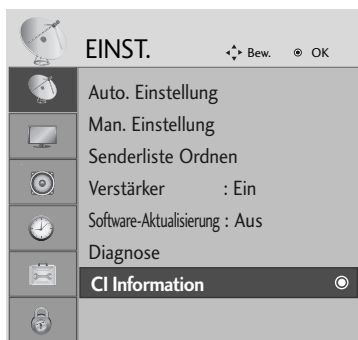 EINST. Bew. OK
Auto. Einstellung
Man. Einstellung
Senderliste Ordnen
Verstärker : Ein
Software-Aktualisierung : Aus
Diagnose
CI Information